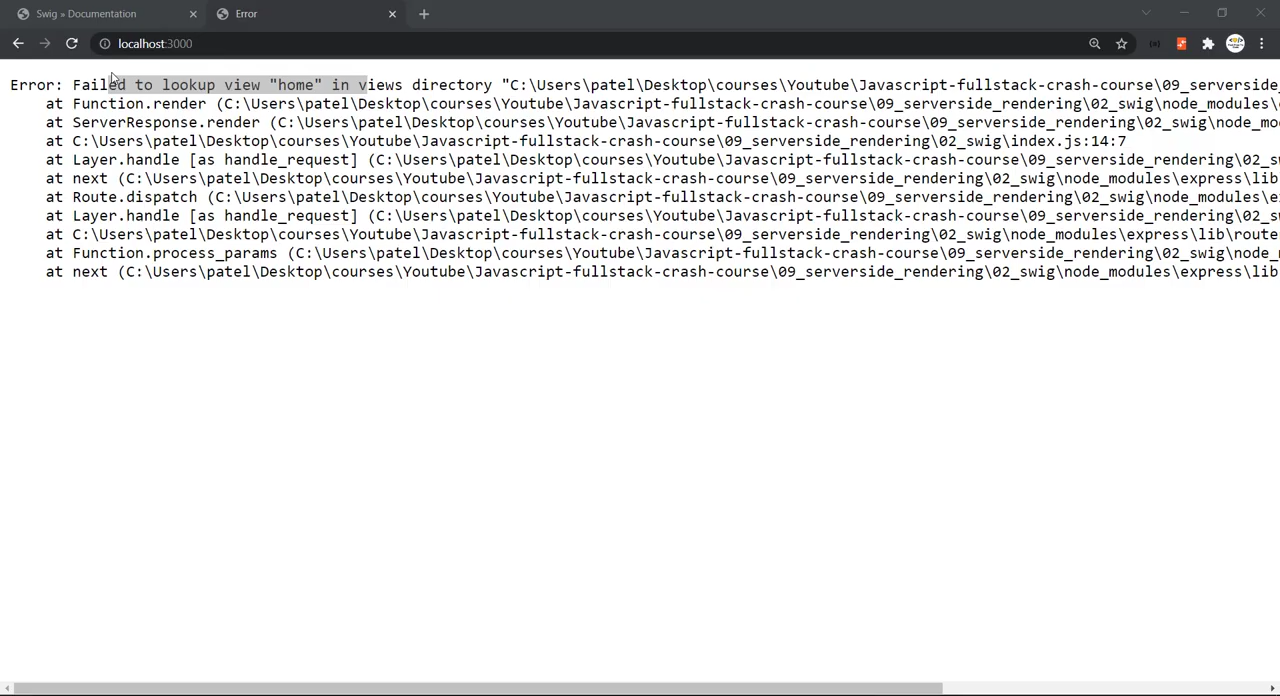 Swig » Documentation
Error
localhost:3000
Error: Failed to lookup view "home" in views directory "C:\Users\patel\Desktop\courses\Youtube\Javascript-fullstack-crash-course\09_serverside_
at Function.render (C:\Users\patel\Desktop\courses\Youtube\Javascript-fullstack-crash-course\09_serverside_rendering\02_swig\node_modules\
at ServerResponse.render (C:\Users\patel\Desktop\courses\Youtube\Javascript-fullstack-crash-course\09_serverside_rendering\02_swig\node_mo
at C:\Users\patel\Desktop\courses\Youtube\Javascript-fullstack-crash-course\09_serverside_rendering\02_swig\index.js:14:7
at Layer.handle [as handle_request] (C:\Users\patel\Desktop\courses\Youtube\Javascript-fullstack-crash-course\09_serverside_rendering\02_s
at next (C:\Users\patel\Desktop\courses\Youtube\Javascript-fullstack-crash-course\09_serverside_rendering\02_swig\node_modules\express\lib
at Route.dispatch (C:\Users\patel\Desktop\courses\Youtube\Javascript-fullstack-crash-course\09_serverside_rendering\02_swig\node_modules\e
at Layer.handle [as handle_request] (C:\Users\patel\Desktop\courses\Youtube\Javascript-fullstack-crash-course\09_serverside_rendering\02_s
at C:\Users\patel\Desktop\courses\Youtube\Javascript-fullstack-crash-course\09_serverside_rendering\02_swig\node_modules\express\lib\route
at Function.process_params (C:\Users\patel\Desktop\courses\Youtube\Javascript-fullstack-crash-course\09_serverside_rendering\02_swig\node_
at next (C:\Users\patel\Desktop\courses\Youtube\Javascript-fullstack-crash-course\09_serverside_rendering\02_swig\node_modules\express\lib